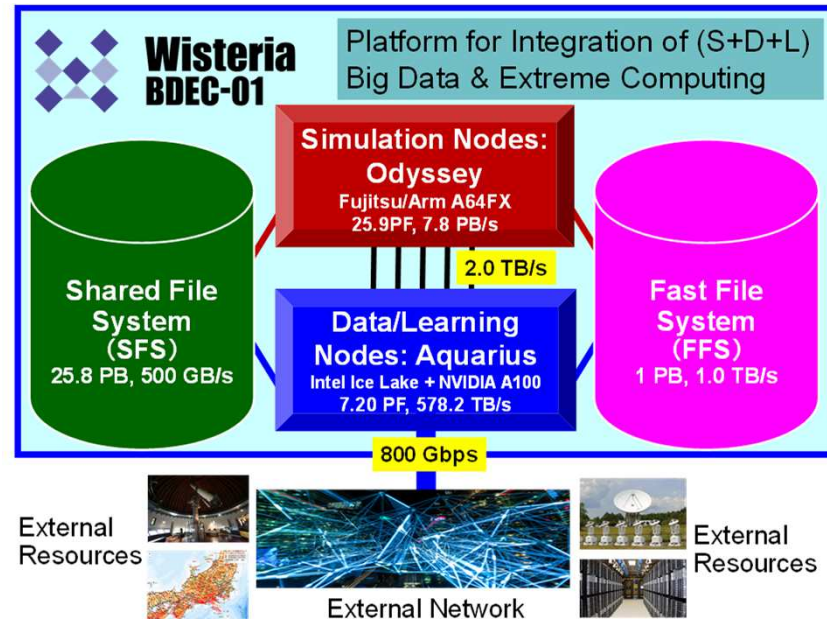 Wisteria
BDEC-01
Platform for Integration of (S+D+L)
Big Data & Extreme Computing
Simulation Nodes:
Odyssey
Fujitsu/Arm A64FX
25.9PF, 7.8 PB/s
2.0 TB/s
Shared File
System
(SFS)
25.8 PB, 500 GB/s
Data/Learning
Nodes: Aquarius
Intel Ice Lake + NVIDIA A100
7.20 PF, 578.2 TB/s
Fast File
System
(FFS)
1 PB, 1.0 TB/s
800 Gbps
External
Resources
External Network
External
Resources